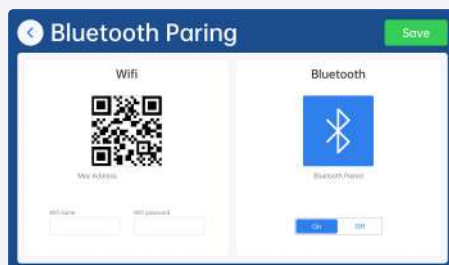 Bluetooth Paring
Save
Wifi
Mac Address
Wifi name
Wifi password
Bluetooth
Bluetooth Paired
On
Off